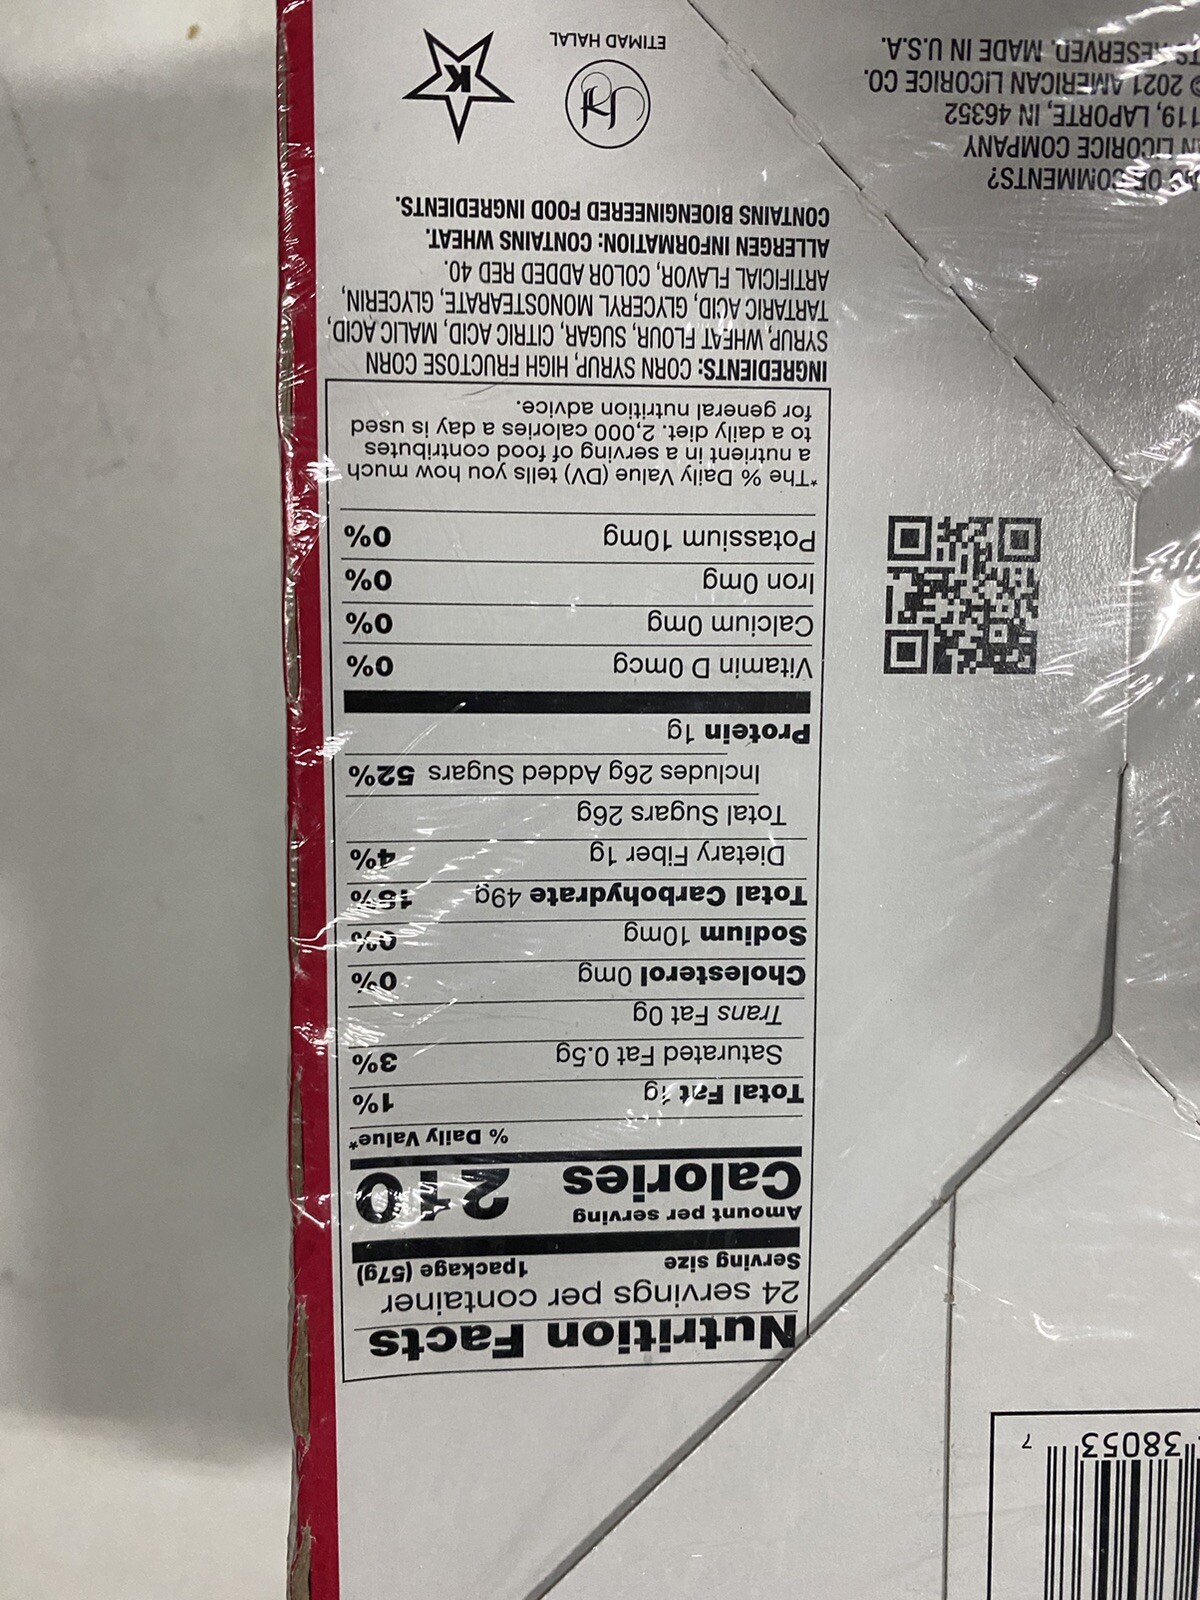 Nutrition Facts
24 servings per container
Serving size 1package (57g)
Amount per serving
Calories 210
% Daily Value*
Total Fat 1g 1%
Saturated Fat 0.5g 3%
Trans Fat 0g
Cholesterol 0mg 0%
Sodium 10mg 0%
Total Carbohydrate 49g 18%
Dietary Fiber 1g 4%
Total Sugars 26g
Includes 26g Added Sugars 52%
Protein 1g
Vitamin D 0mcg 0%
Calcium 0mg 0%
Iron 0mg 0%
Potassium 10mg 0%
*The % Daily Value (DV) tells you how much
a nutrient in a serving of food contributes
to a daily diet. 2,000 calories a day is used
for general nutrition advice.
INGREDIENTS: CORN SYRUP, HIGH FRUCTOSE CORN
SYRUP, WHEAT FLOUR, SUGAR, CITRIC ACID, MALIC ACID,
TARTARIC ACID, GLYCERYL MONOSTEARATE, GLYCERIN,
ARTIFICIAL FLAVOR, COLOR ADDED RED 40.
ALLERGEN INFORMATION: CONTAINS WHEAT.
CONTAINS BIOENGINEERED FOOD INGREDIENTS.
K
ETIMAD HALAL
38053 7
OR COMMENTS?
LICORICE COMPANY
119, LAPORTE, IN 46352
© 2021 AMERICAN LICORICE CO.
RESERVED. MADE IN U.S.A.